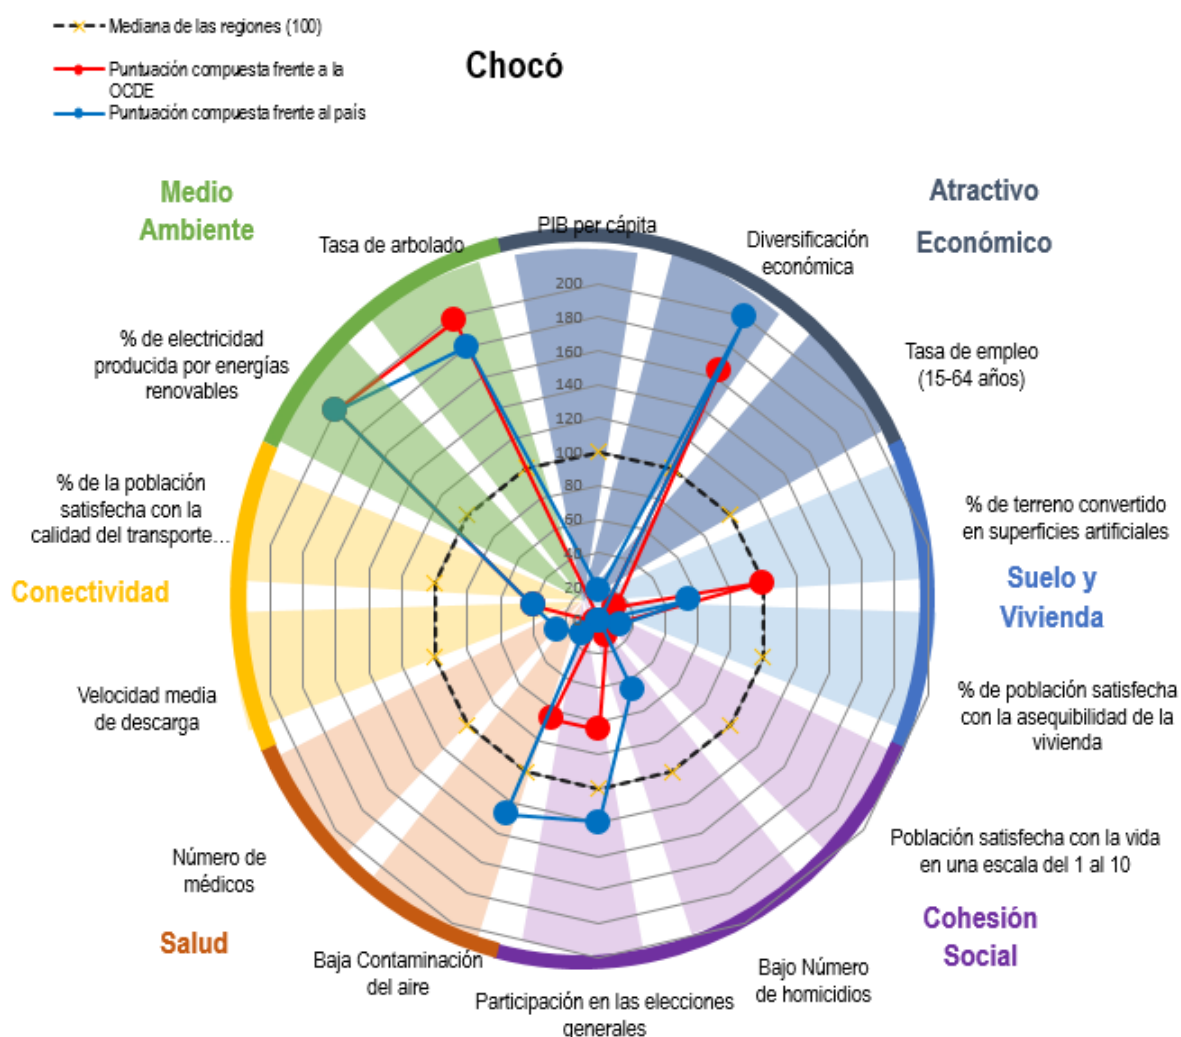 Mediana de las regiones (100)
Puntuación compuesta frente a la
OCDE
Puntuación compuesta frente al país
Chocó
Medio
Ambiente
Atractivo
Económico
PIB per cápita
Tasa de arbolado
Diversificación
económica
% de electricidad
producida por energías
renovables
Tasa de empleo
(15-64 años)
200
180
160
140
120
100
80
60
40
20
% de la población
satisfecha con la
calidad del transporte...
% de terreno convertido
en superficies artificiales
Conectividad
Suelo y
Vivienda
Velocidad media
de descarga
% de población satisfecha
con la asequibilidad de la
vivienda
Número de
médicos
Población satisfecha con la vida
en una escala del 1 al 10
Salud
Cohesión
Social
Baja Contaminación
del aire
Bajo Número
de homicidios
Participación en las elecciones
generales